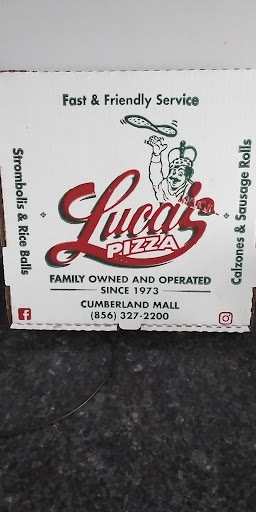 Fast & Friendly Service
Strombolis & Rice Balls
Calzones & Sausage Rolls
Luca's
PIZZA
FAMILY OWNED AND OPERATED
SINCE 1973
CUMBERLAND MALL
(856) 327-2200